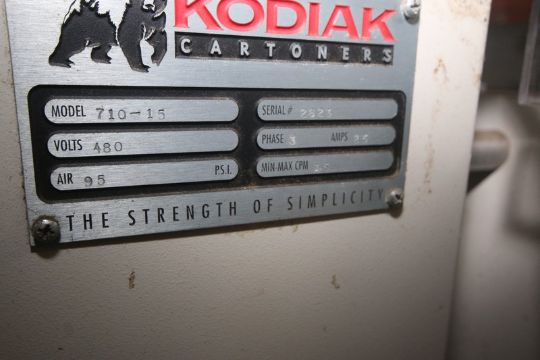 KODIAK
CARTONERS
MODEL 710-15
SERIAL # 2823
VOLTS 480
PHASE 3 AMPS
AIR 95 P.S.I.
MIN-MAX CPM
THE STRENGTH OF SIMPLICITY